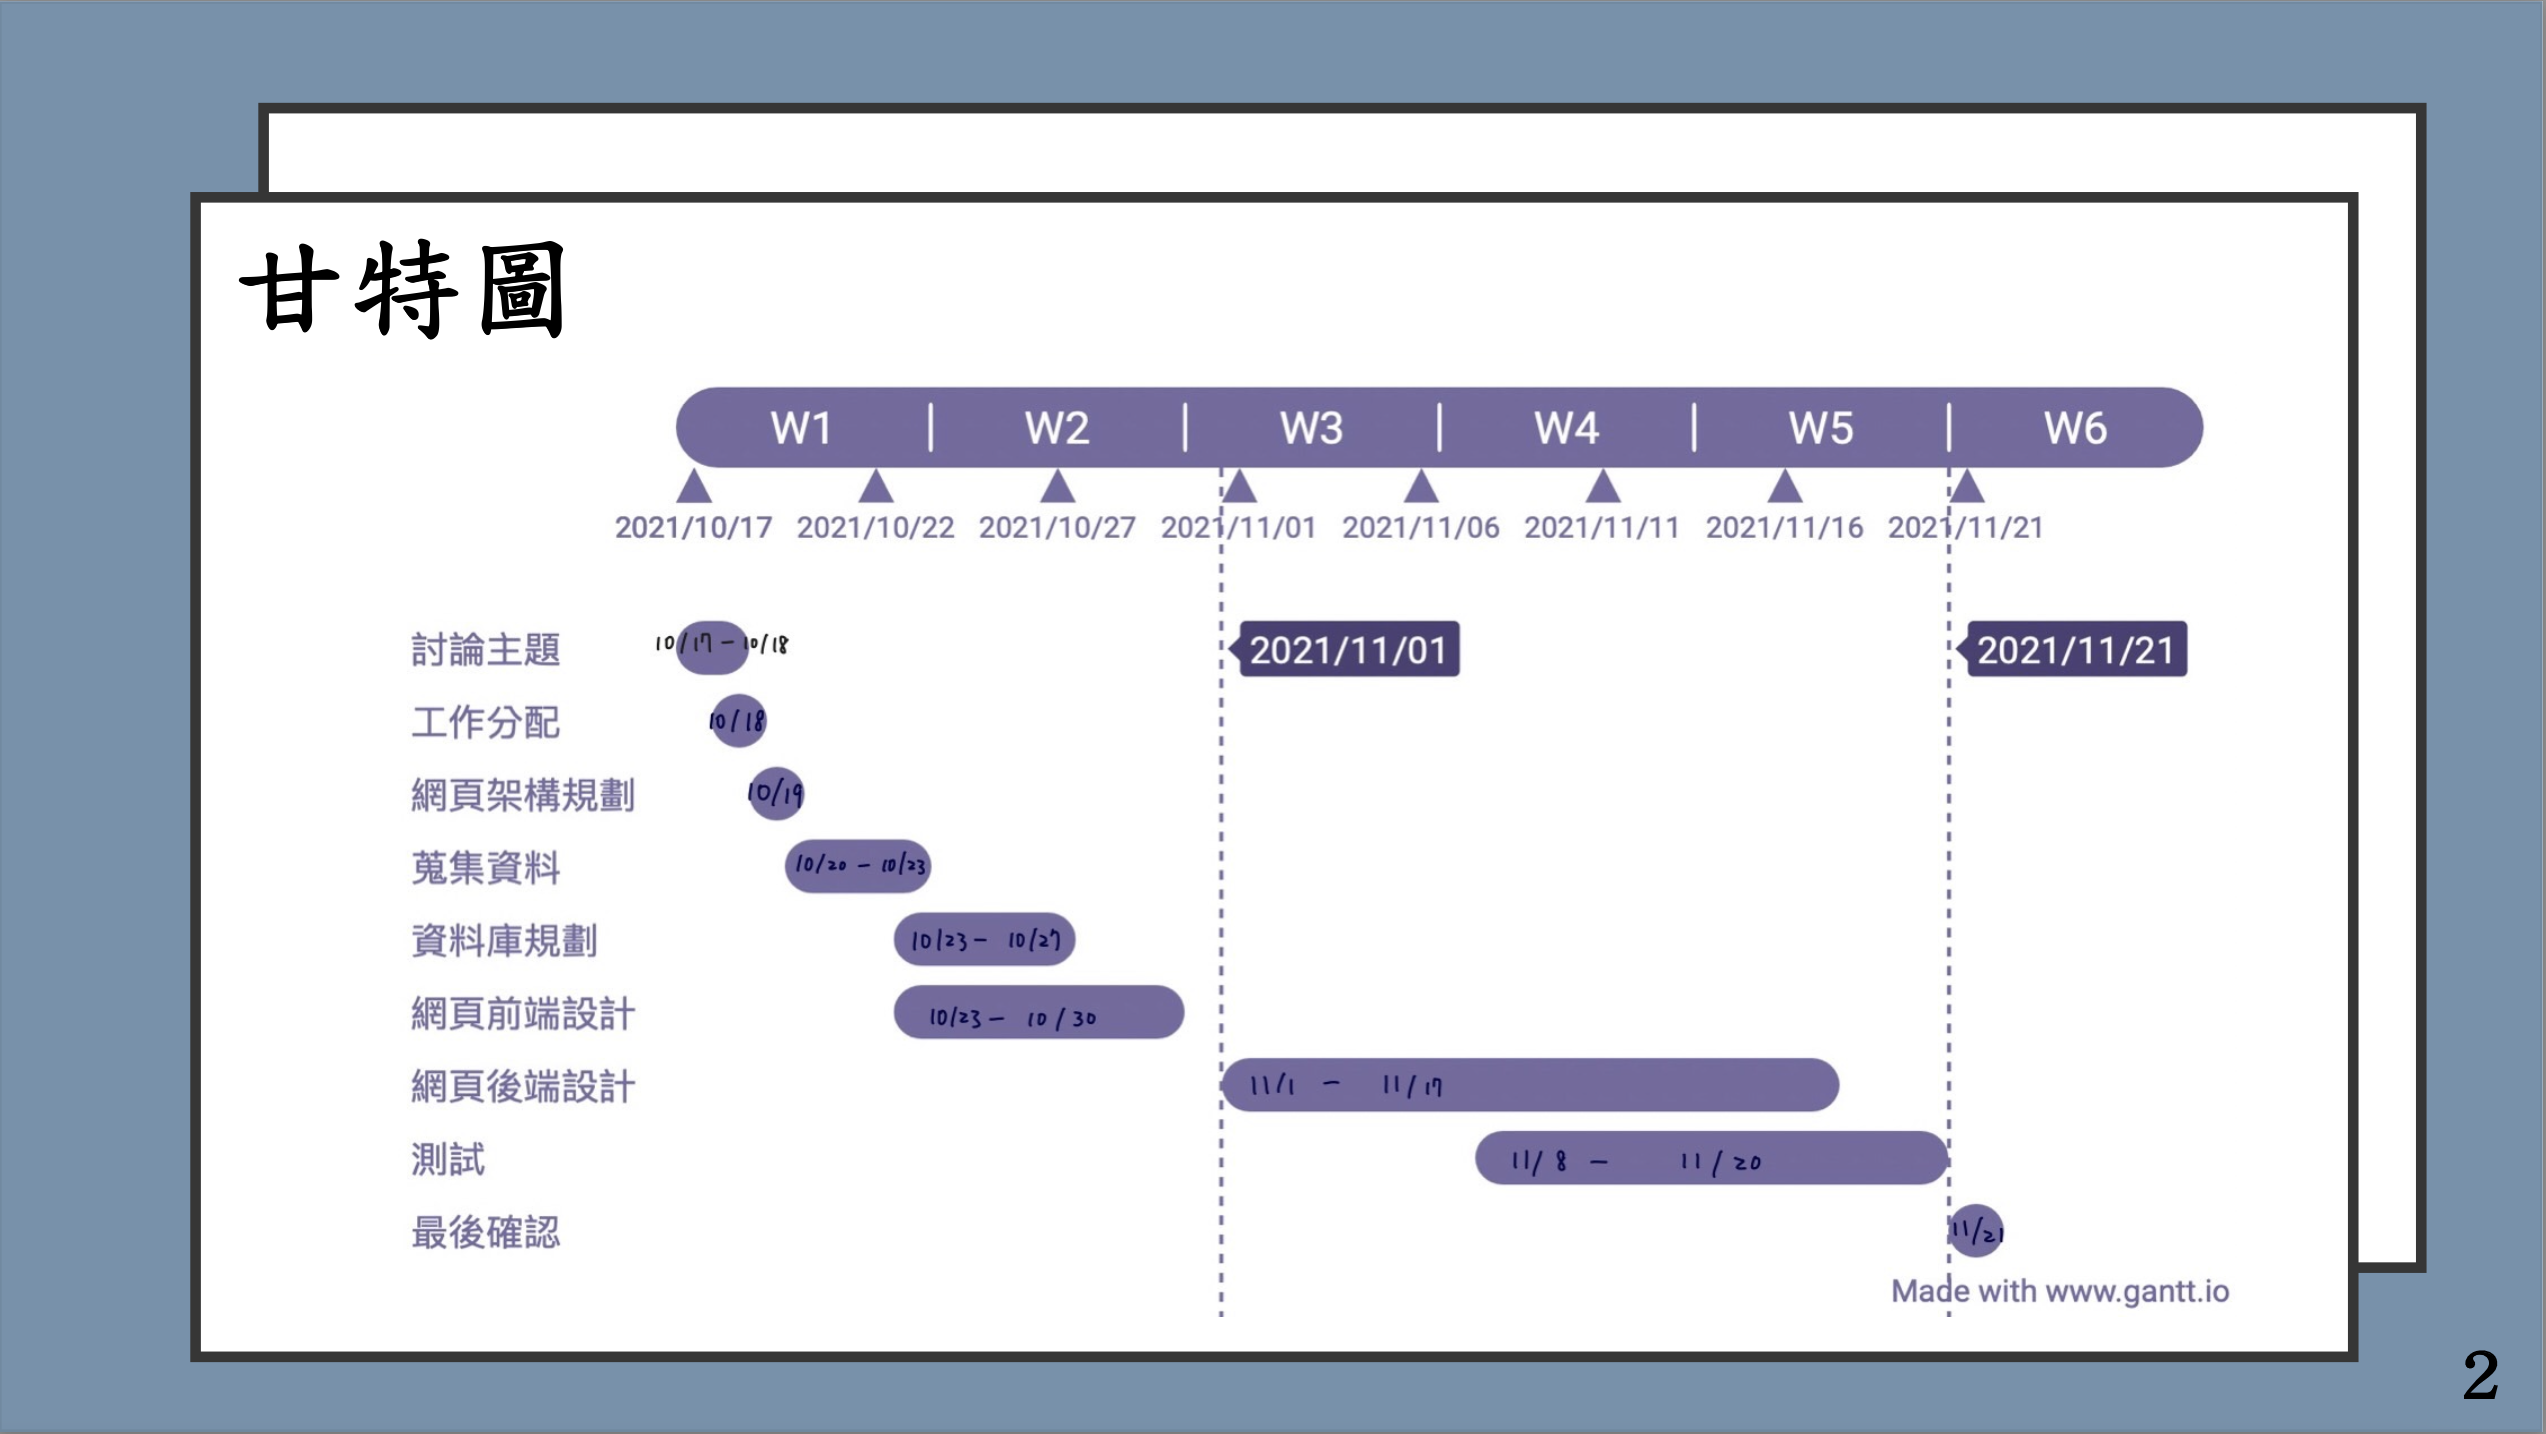 甘特圖
W1 | W2 | W3 | W4 | W5 | W6
2021/10/17 2021/10/22 2021/10/27 2021/11/01 2021/11/06 2021/11/11 2021/11/16 2021/11/21
討論主題 10/17 - 10/18 2021/11/01 2021/11/21
工作分配 10/18
網頁架構規劃 10/19
蒐集資料 10/20 - 10/23
資料庫規劃 10/23 - 10/27
網頁前端設計 10/23 - 10/30
網頁後端設計 11/1 - 11/17
測試 11/8 - 11/20
最後確認 11/21
Made with www.gantt.io
2